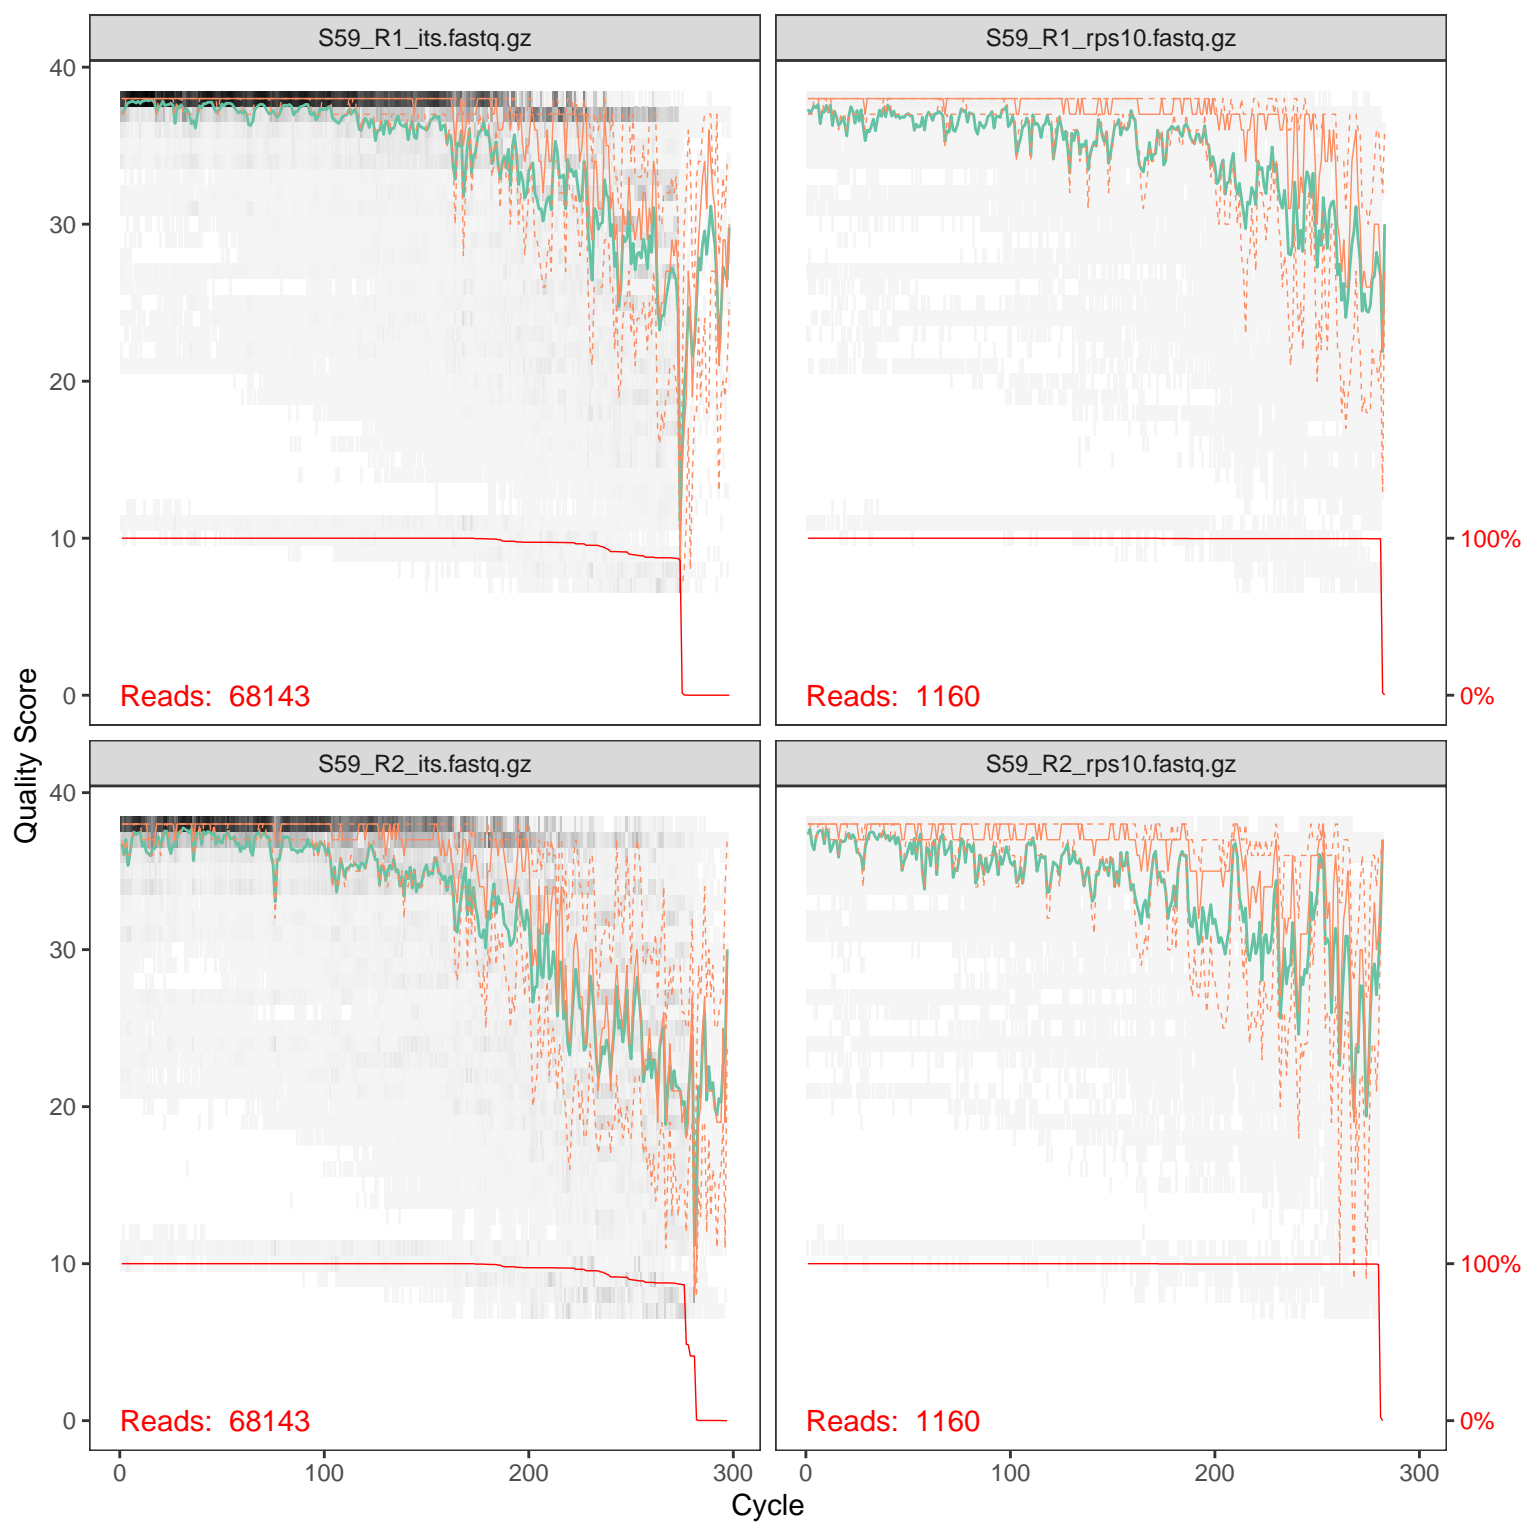 S59_R1_its.fastq.gz
S59_R1_rps10.fastq.gz
40
30
20
10
0
Reads: 68143
Reads: 1160
100%
0%
Quality Score
S59_R2_its.fastq.gz
S59_R2_rps10.fastq.gz
40
30
20
10
0
Reads: 68143
Reads: 1160
100%
0%
0 100 200 300
0 100 200 300
Cycle